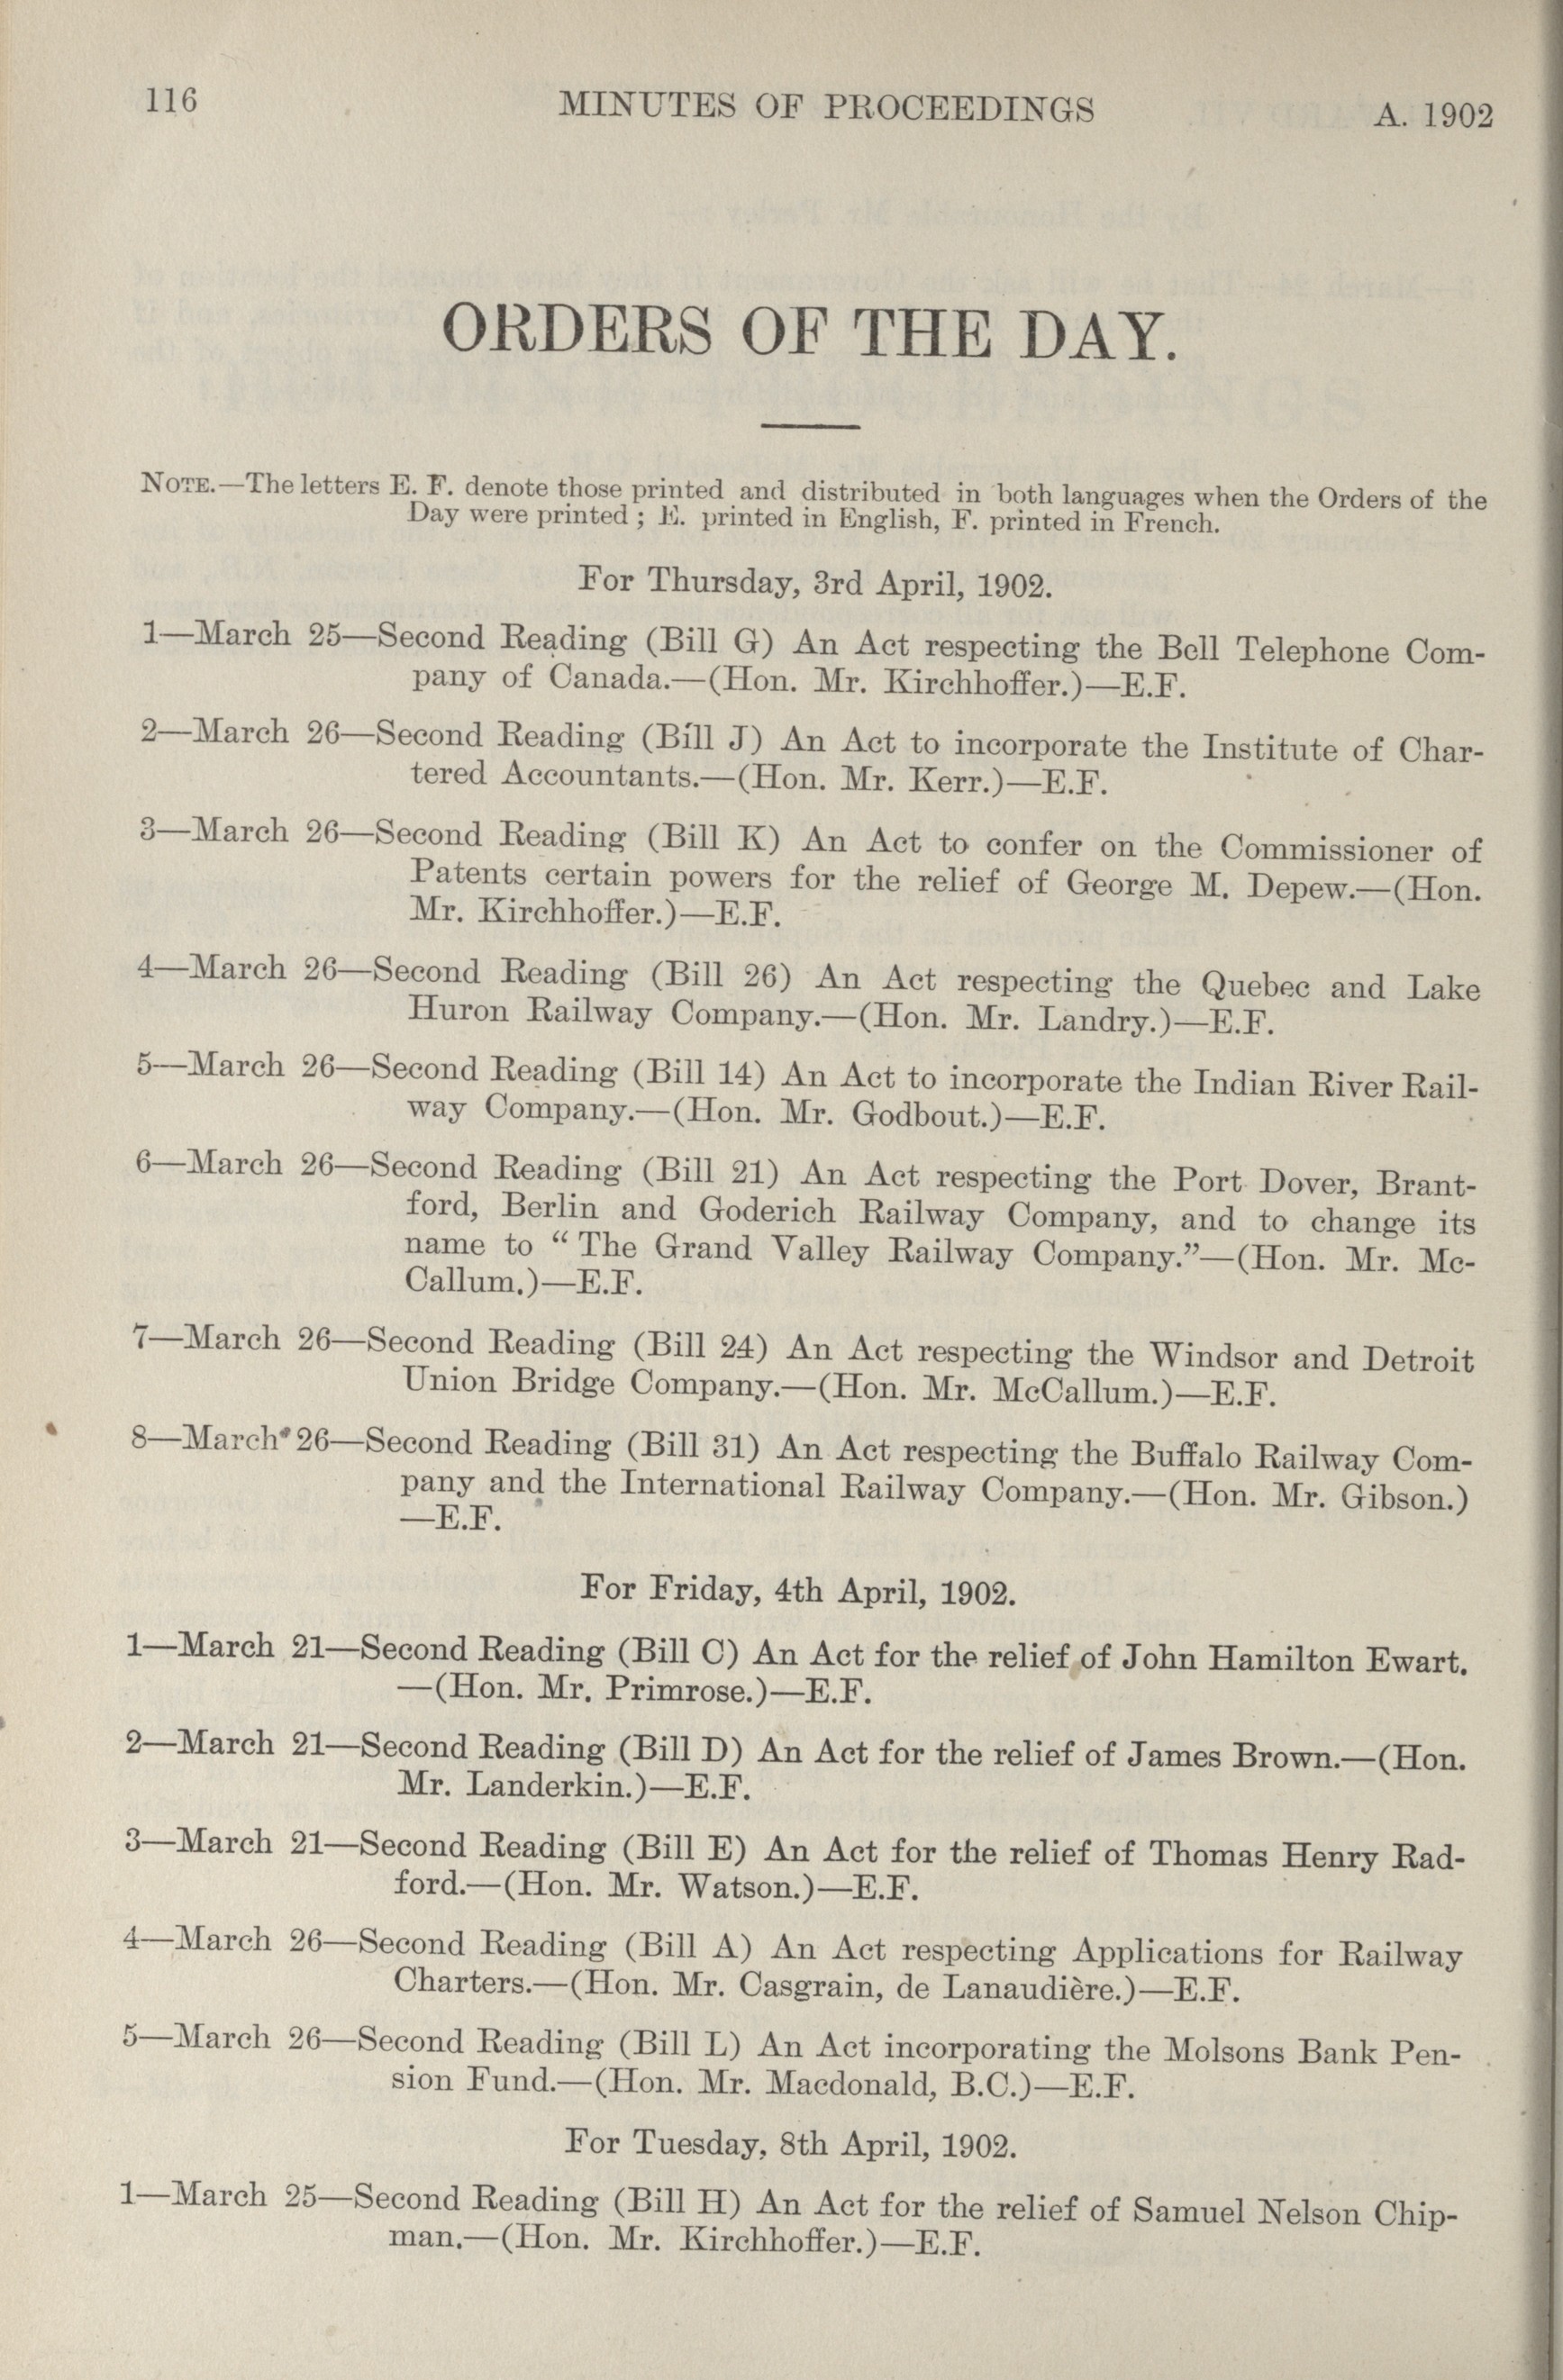 116
MINUTES OF PROCEEDINGS
A. 1902
ORDERS OF THE DAY.
NOTE.—The letters E. F. denote those printed and distributed in both languages when the Orders of the
Day were printed ; E. printed in English, F. printed in French.
For Thursday, 3rd April, 1902.
1—March 25—Second Reading (Bill G) An Act respecting the Bell Telephone Com-
pany of Canada.—(Hon. Mr. Kirchhoffer.)—E.F.
2—March 26—Second Reading (Bill J) An Act to incorporate the Institute of Char-
tered Accountants.—(Hon. Mr. Kerr.)—E.F.
3—March 26—Second Reading (Bill K) An Act to confer on the Commissioner of
Patents certain powers for the relief of George M. Depew.—(Hon.
Mr. Kirchhoffer.)—E.F.
4—March 26—Second Reading (Bill 26) An Act respecting the Quebec and Lake
Huron Railway Company.—(Hon. Mr. Landry.)—E.F.
5—March 26—Second Reading (Bill 14) An Act to incorporate the Indian River Rail-
way Company.—(Hon. Mr. Godbout.)—E.F.
6—March 26—Second Reading (Bill 21) An Act respecting the Port Dover, Brant-
ford, Berlin and Goderich Railway Company, and to change its
name to “ The Grand Valley Railway Company.”—(Hon. Mr. Mc-
Callum.)—E.F.
7—March 26—Second Reading (Bill 24) An Act respecting the Windsor and Detroit
Union Bridge Company.—(Hon. Mr. McCallum.)—E.F.
8—March 26—Second Reading (Bill 31) An Act respecting the Buffalo Railway Com-
pany and the International Railway Company.—(Hon. Mr. Gibson.)
—E.F.
For Friday, 4th April, 1902.
1—March 21—Second Reading (Bill C) An Act for the relief of John Hamilton Ewart.
—(Hon. Mr. Primrose.)—E.F.
2—March 21—Second Reading (Bill D) An Act for the relief of James Brown.—(Hon.
Mr. Landerkin.)—E.F.
3—March 21—Second Reading (Bill E) An Act for the relief of Thomas Henry Rad-
ford.—(Hon. Mr. Watson.)—E.F.
4—March 26—Second Reading (Bill A) An Act respecting Applications for Railway
Charters.—(Hon. Mr. Casgrain, de Lanaudière.)—E.F.
5—March 26—Second Reading (Bill L) An Act incorporating the Molsons Bank Pen-
sion Fund.—(Hon. Mr. Macdonald, B.C.)—E.F.
For Tuesday, 8th April, 1902.
1—March 25—Second Reading (Bill H) An Act for the relief of Samuel Nelson Chip-
man.—(Hon. Mr. Kirchhoffer.)—E.F.